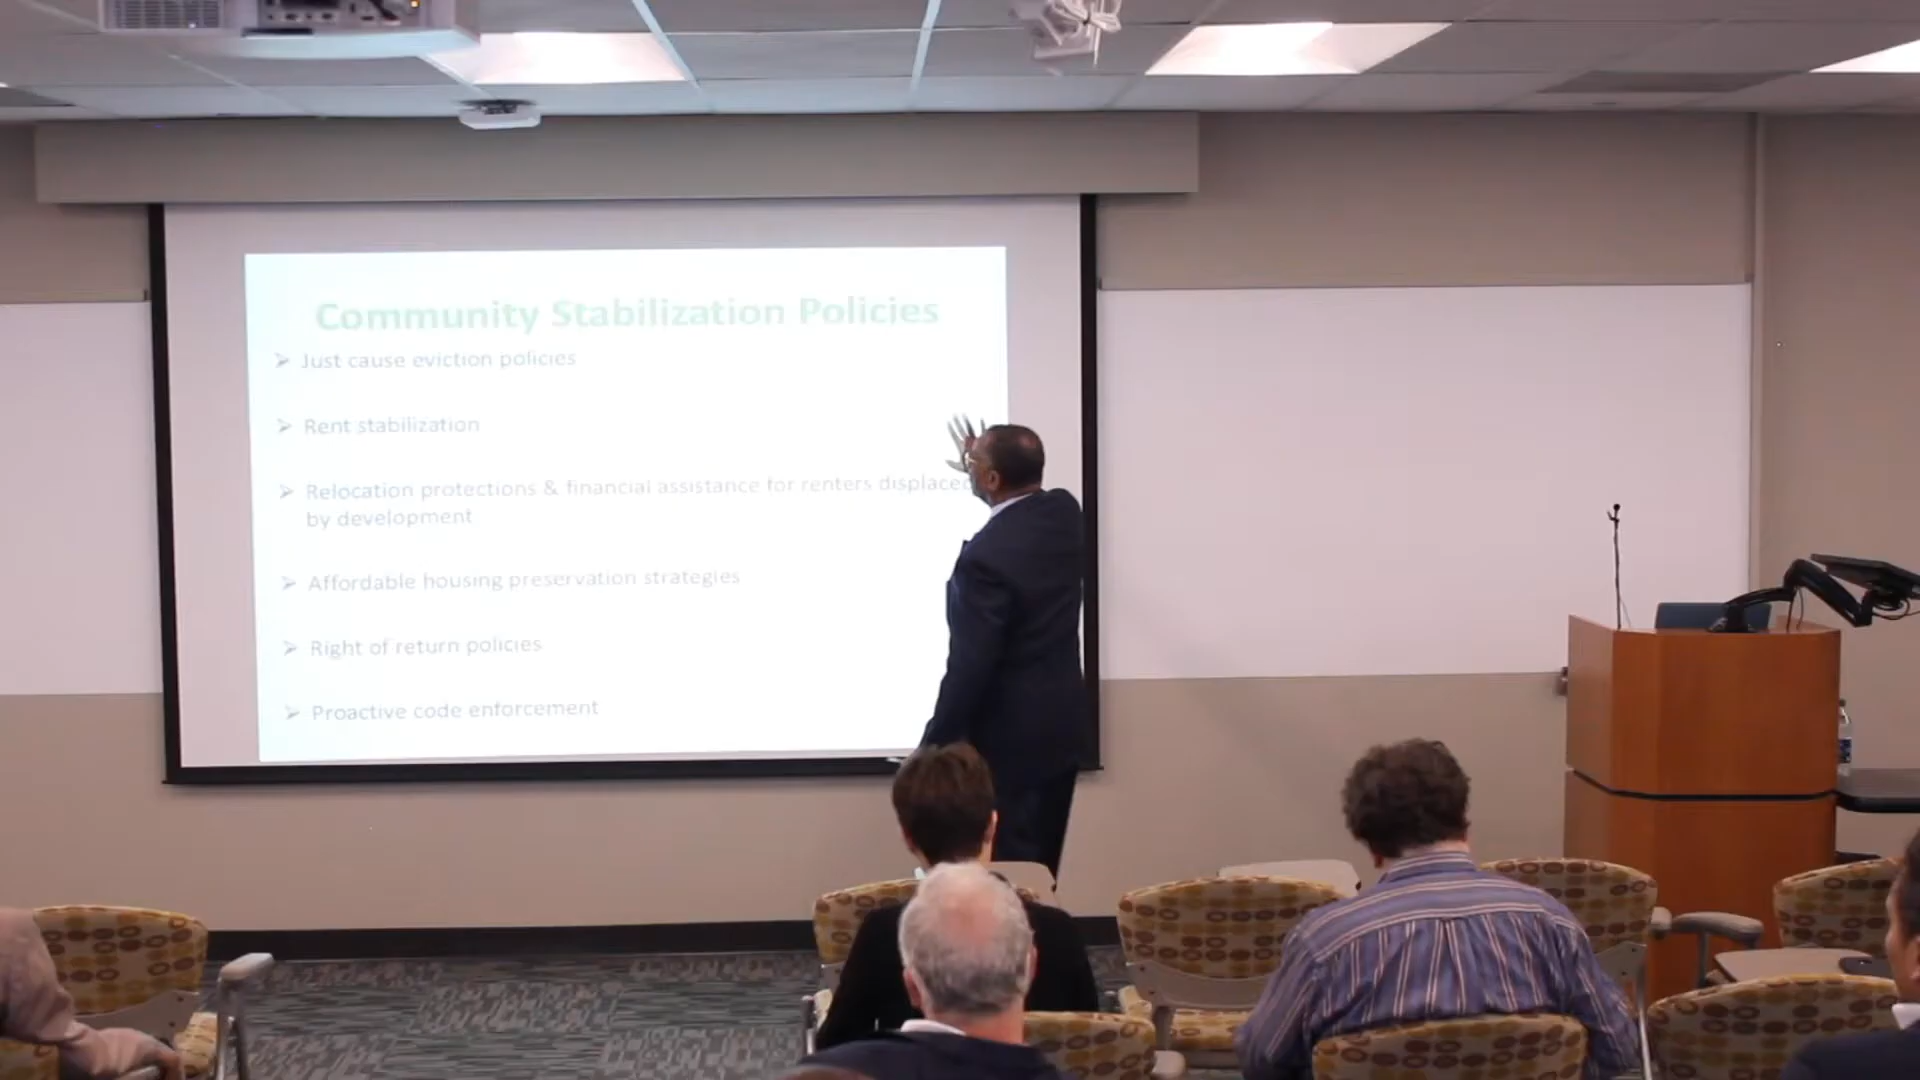 Community Stabilization Policies
➢ Just cause eviction policies
➢ Rent stabilization
➢ Relocation protections & financial assistance for renters displaced
by development
➢ Affordable housing preservation strategies
➢ Right of return policies
➢ Proactive code enforcement